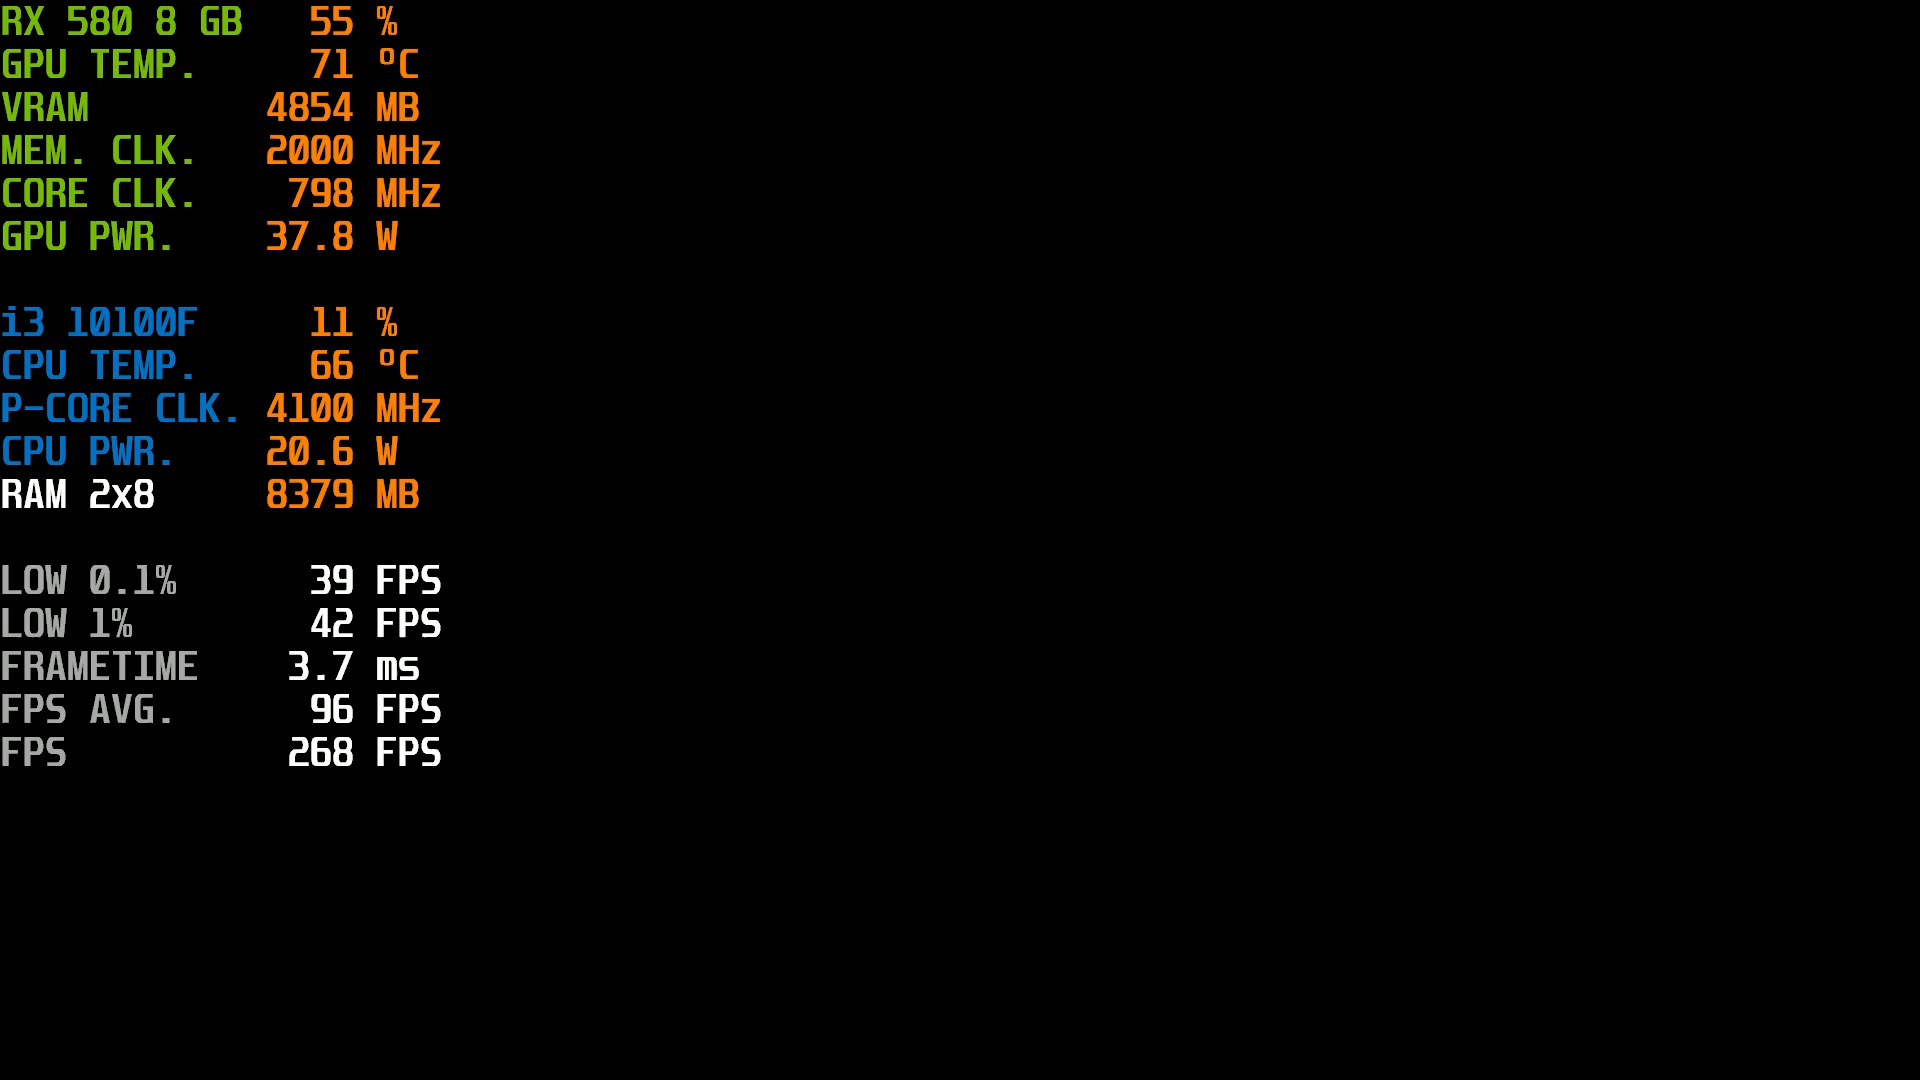 RX 580 8 GB 55 %
GPU TEMP. 71 ºC
VRAM 4854 MB
MEM. CLK. 2000 MHz
CORE CLK. 798 MHz
GPU PWR. 37.8 W
i3 10100F 11 %
CPU TEMP. 66 ºC
P-CORE CLK. 4100 MHz
CPU PWR. 20.6 W
RAM 2x8 8379 MB
LOW 0.1% 39 FPS
LOW 1% 42 FPS
FRAMETIME 3.7 ms
FPS AVG. 96 FPS
FPS 268 FPS